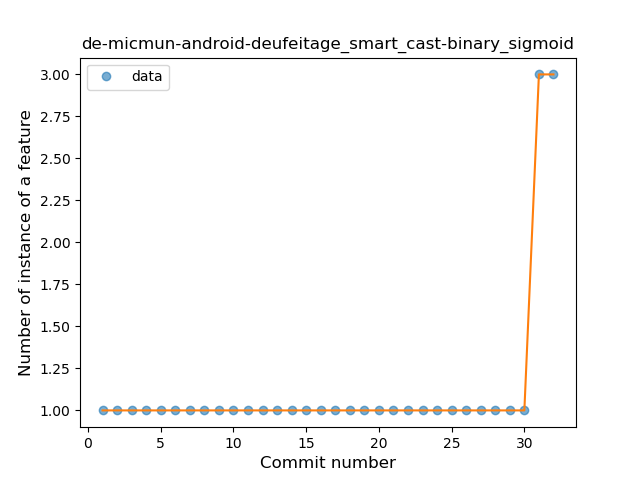 de-micmun-android-deufeitage_smart_cast-binary_sigmoid
data
3.00
2.75
2.50
2.25
2.00
1.75
1.50
1.25
1.00
Number of instance of a feature
0 5 10 15 20 25 30
Commit number